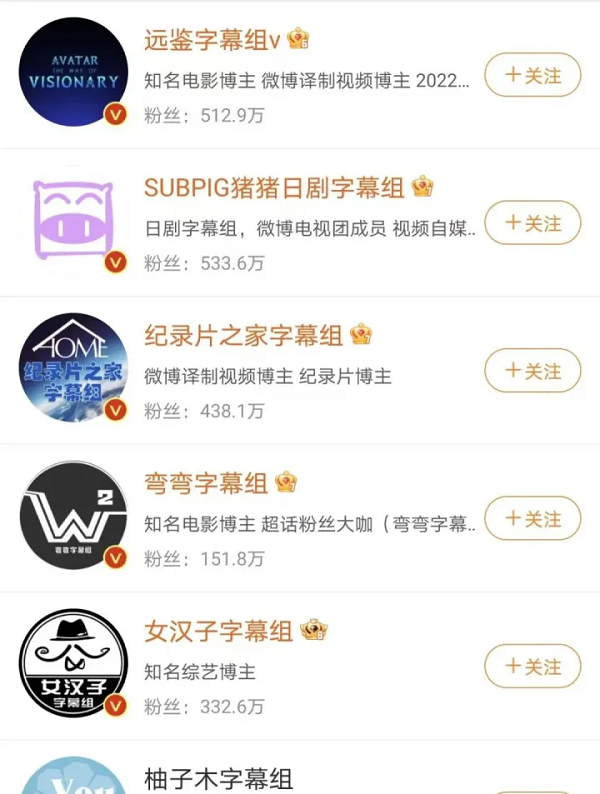 AVATAR
THE WAY OF
VISIONARY
V
远鉴字幕组v
知名电影博主 微博译制视频博主 2022...
粉丝：512.9万
+关注
V
SUBPIG猪猪日剧字幕组
日剧字幕组，微博电视团成员 视频自媒..
粉丝：533.6万
+关注
HOME
纪录片之家
字幕组
V
纪录片之家字幕组
微博译制视频博主 纪录片博主
粉丝：438.1万
+关注
W2
弯弯字幕组
V
弯弯字幕组
知名电影博主 超话粉丝大咖（弯弯字幕..
粉丝：151.8万
+关注
女汉子
字幕组
V
女汉子字幕组
知名综艺博主
粉丝：332.6万
+关注
You
柚子木字幕组